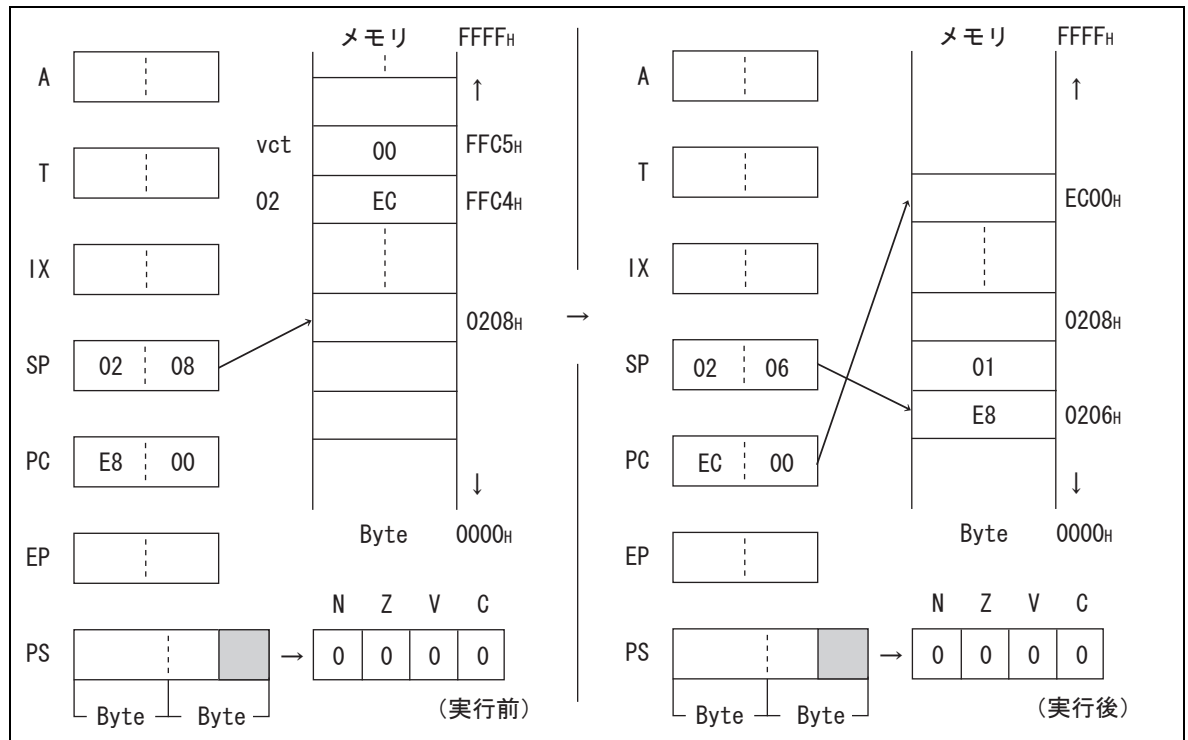 メモリ FFFFH
A
↑
vct 00 FFC5H
T
02 EC FFC4H
IX
0208H
SP 02 08
PC E8 00
↓
Byte 0000H
EP
N Z V C
PS → 0 0 0 0
Byte Byte (実行前)
→
メモリ FFFFH
A
↑
T
EC00H
IX
0208H
SP 02 06 01
E8 0206H
PC EC 00
↓
Byte 0000H
EP
N Z V C
PS → 0 0 0 0
Byte Byte (実行後)